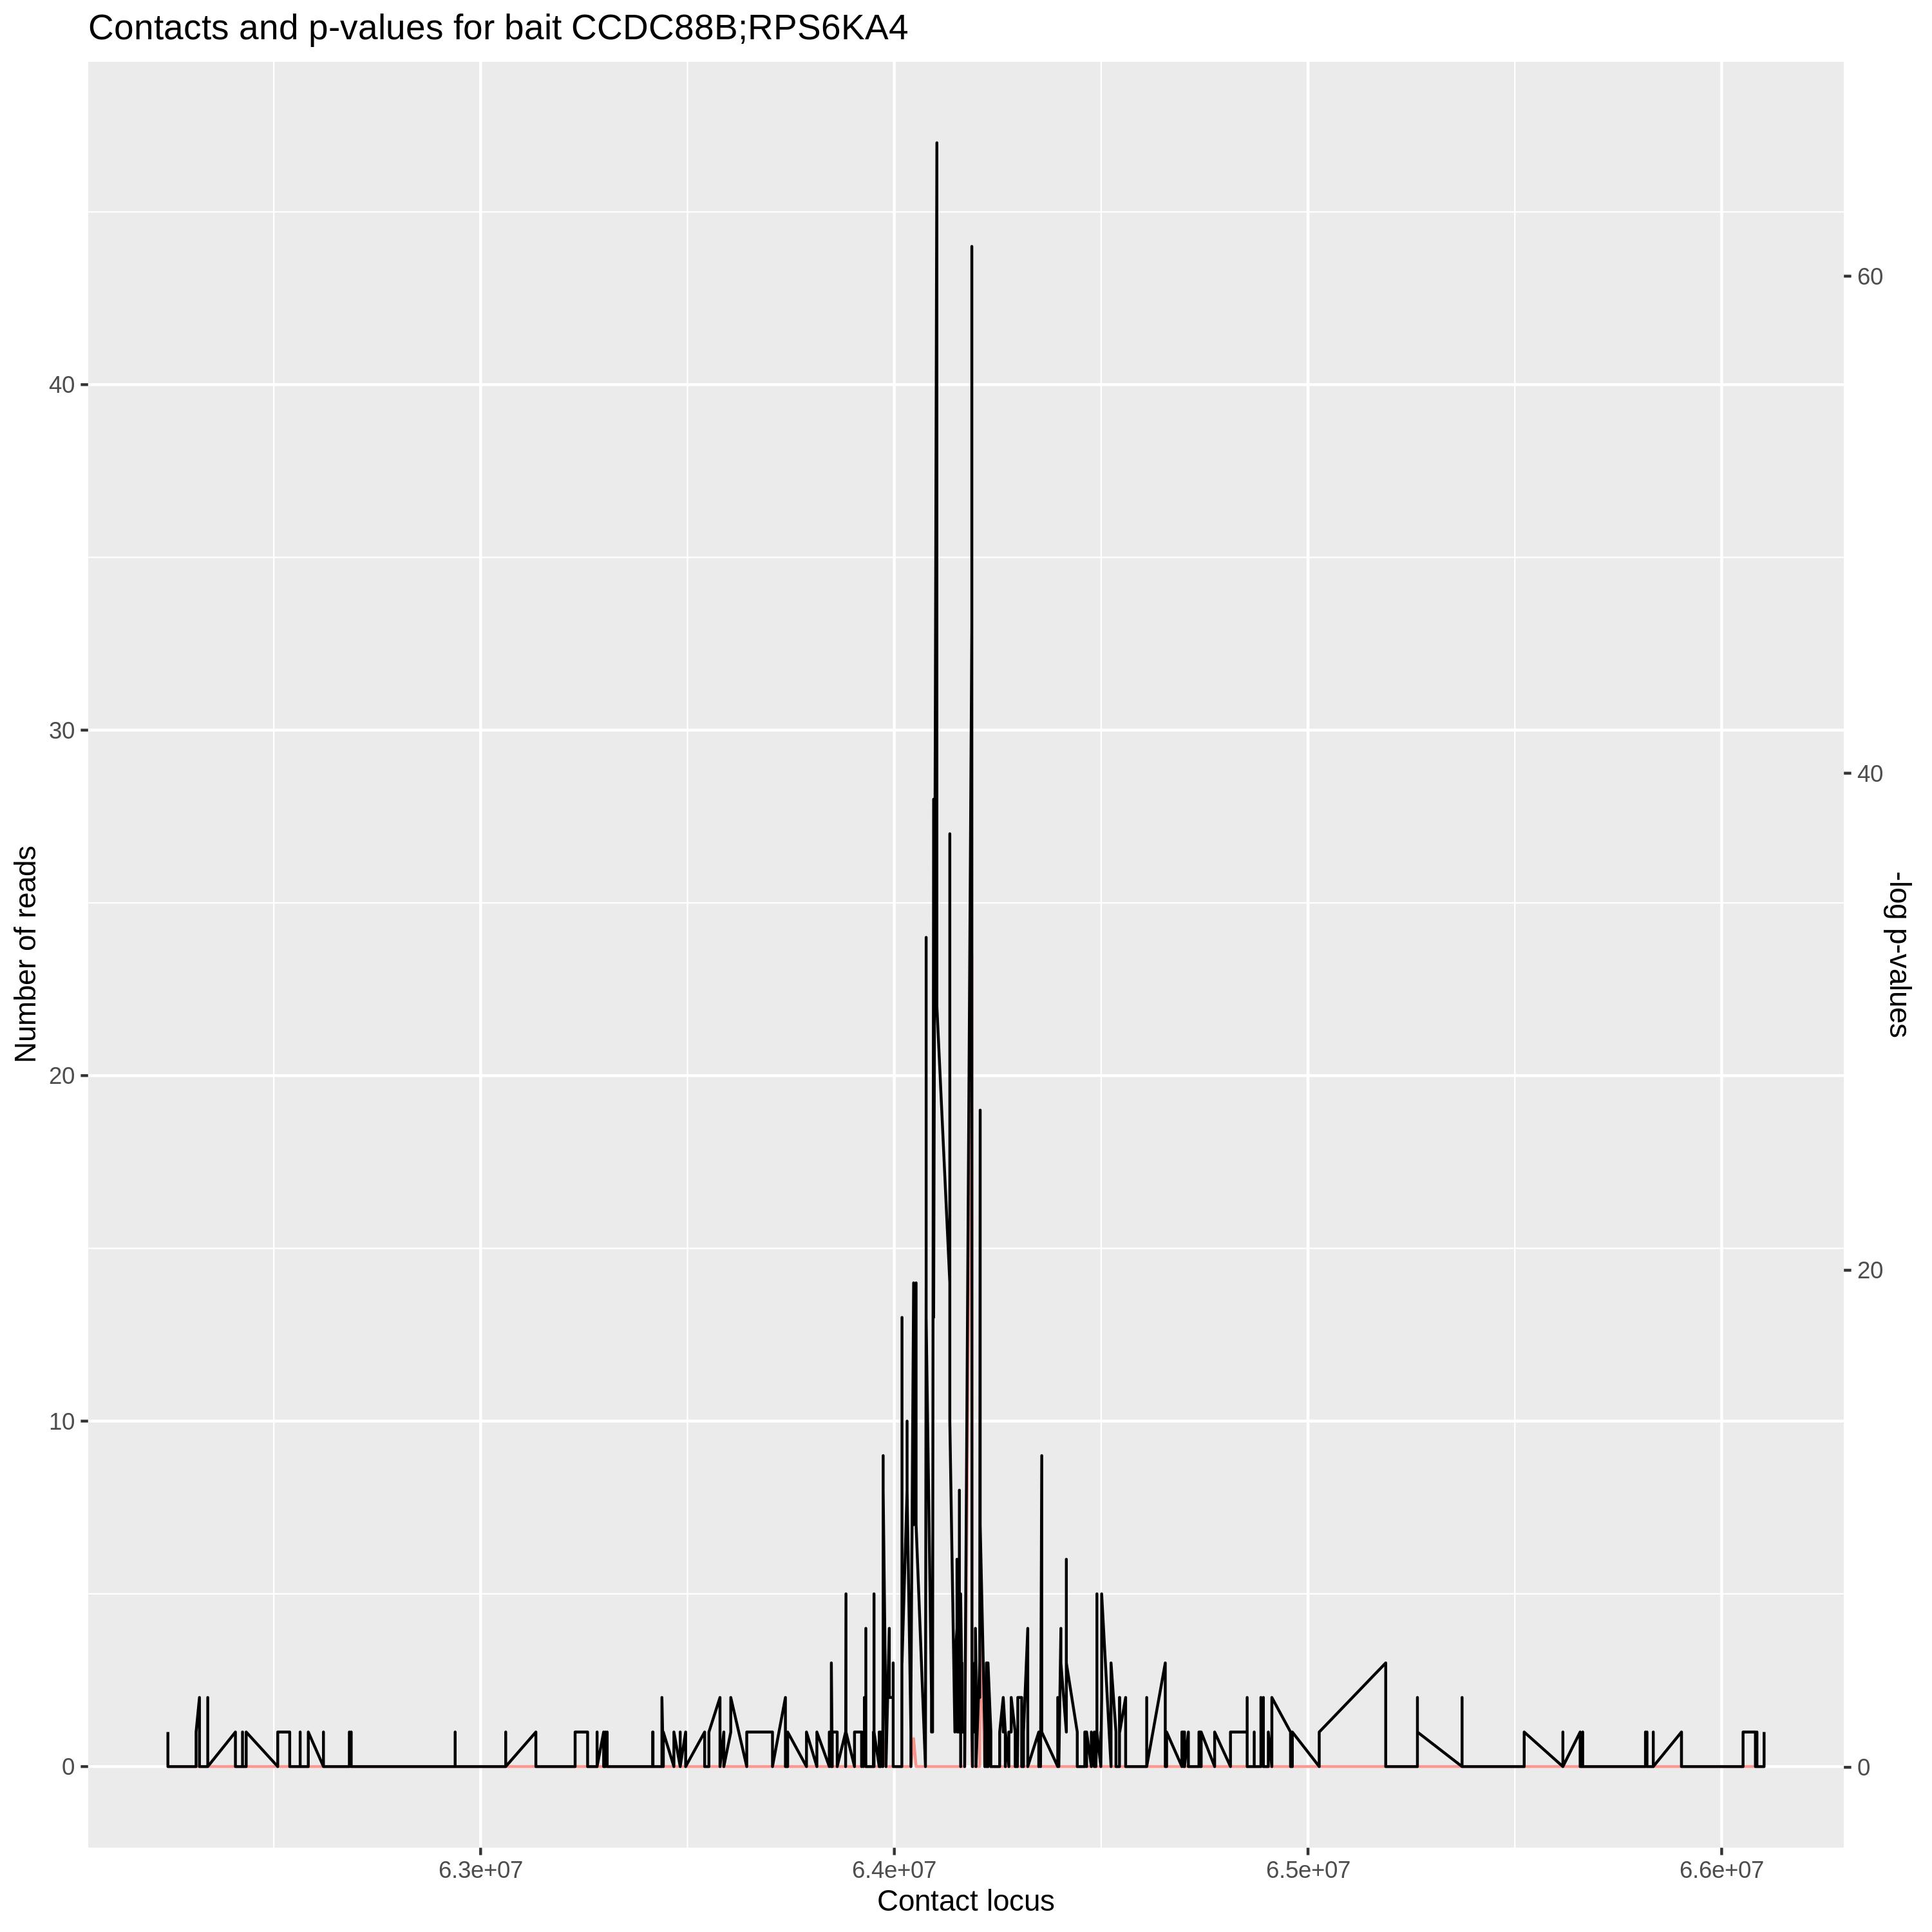 Contacts and p-values for bait CCDC88B;RPS6KA4
Number of reads
40
30
20
10
0
60
40
20
0
-log p-values
6.3e+07 6.4e+07 6.5e+07 6.6e+07
Contact locus